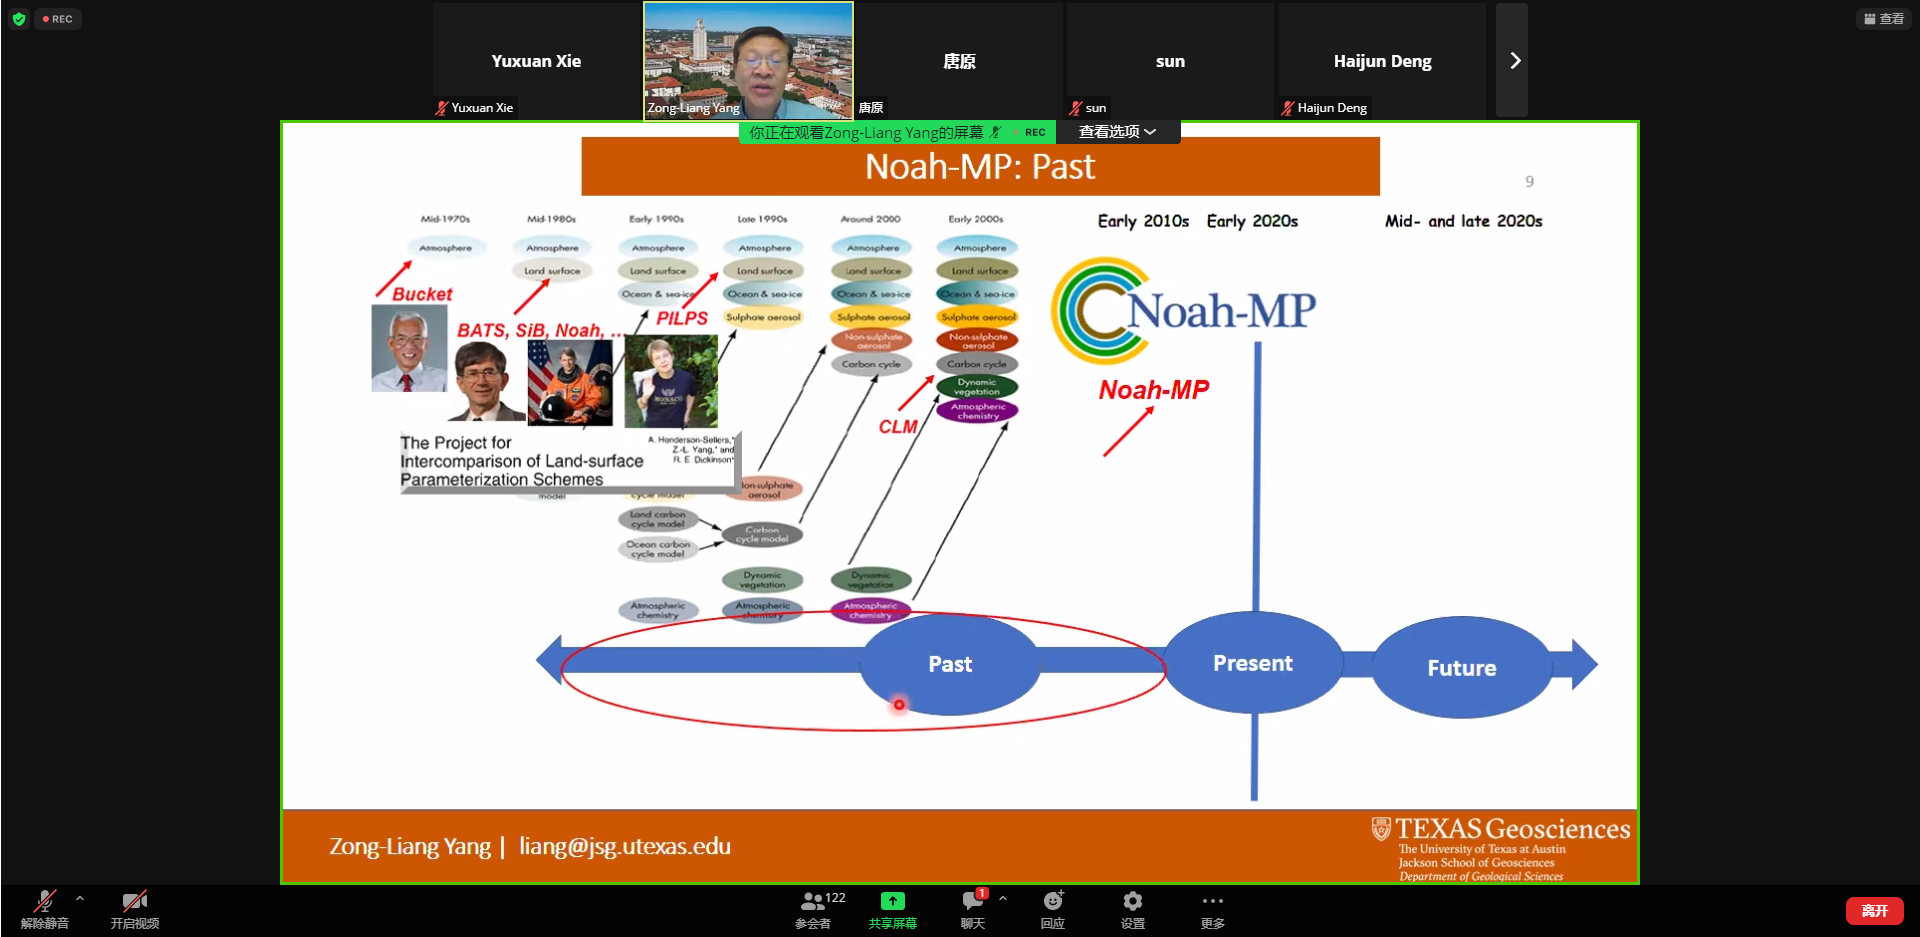 REC
查看
Yuxuan Xie
唐原
sun
Haijun Deng
Yuxuan Xie
Zong-Liang Yang
唐原
sun
Haijun Deng
你正在观看Zong-Liang Yang的屏幕
REC
查看选项
Noah-MP: Past
9
Mid-1970s
Mid-1980s
Early 1990s
Late 1990s
Around 2000
Early 2000s
Early 2010s
Early 2020s
Mid- and late 2020s
Atmosphere
Atmosphere
Atmosphere
Atmosphere
Atmosphere
Atmosphere
Land surface
Land surface
Land surface
Land surface
Land surface
Ocean & sea-ice
Ocean & sea-ice
Ocean & sea-ice
Ocean & sea-ice
Bucket
BATS, SiB, Noah, ...
PILPS
Sulphate aerosol
Sulphate aerosol
Sulphate aerosol
Non-sulphate
aerosol
Non-sulphate
aerosol
Carbon cycle
Carbon cycle
Dynamic
vegetation
Atmospheric
chemistry
CLM
Noah-MP
Noah-MP
MONACO
The Project for
Intercomparison of Land-surface
Parameterization Schemes
A. Henderson-Sellers,*
Z.-L. Yang,* and
R. E. Dickinson*
model
cycle model
on-sulphate
aerosol
Land carbon
cycle model
Carbon
cycle model
Ocean carbon
cycle model
Dynamic
vegetation
Dynamic
vegetation
Atmospheric
chemistry
Atmospheric
chemistry
Atmospheric
chemistry
Past
Present
Future
Zong-Liang Yang | liang@jsg.utexas.edu
TEXAS Geosciences
The University of Texas at Austin
Jackson School of Geosciences
Department of Geological Sciences
解除静音
开启视频
122
参会者
共享屏幕
1
聊天
回应
设置
更多
离开